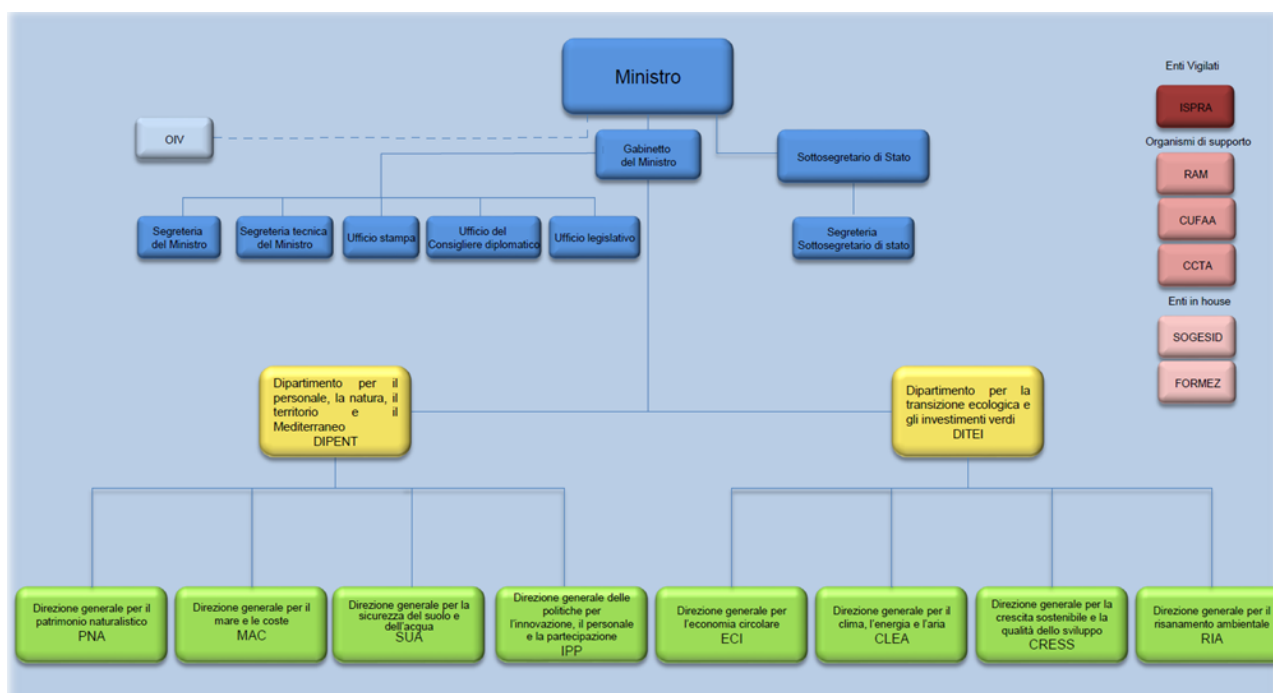 Ministro
Enti Vigilati
ISPRA
OIV
Gabinetto
del Ministro
Sottosegretario di Stato
Organismi di supporto
RAM
CUFAA
CCTA
Segreteria
del Ministro
Segreteria tecnica
del Ministro
Ufficio stampa
Ufficio del
Consigliere diplomatico
Ufficio legislativo
Segreteria
Sottosegretario di stato
Enti in house
SOGESID
FORMEZ
Dipartimento per il
personale, la natura, il
territorio e il
Mediterraneo
DIPENT
Dipartimento per la
transizione ecologica e
gli investimenti verdi
DITEI
Direzione generale per il
patrimonio naturalistico
PNA
Direzione generale per il
mare e le coste
MAC
Direzione generale per la
sicurezza del suolo e
dell'acqua
SUA
Direzione generale delle
politiche per
l'innovazione, il personale
e la partecipazione
IPP
Direzione generale per
l'economia circolare
ECI
Direzione generale per il
clima, l'energia e l'aria
CLEA
Direzione generale per la
crescita sostenibile e la
qualità dello sviluppo
CRESS
Direzione generale per il
risanamento ambientale
RIA